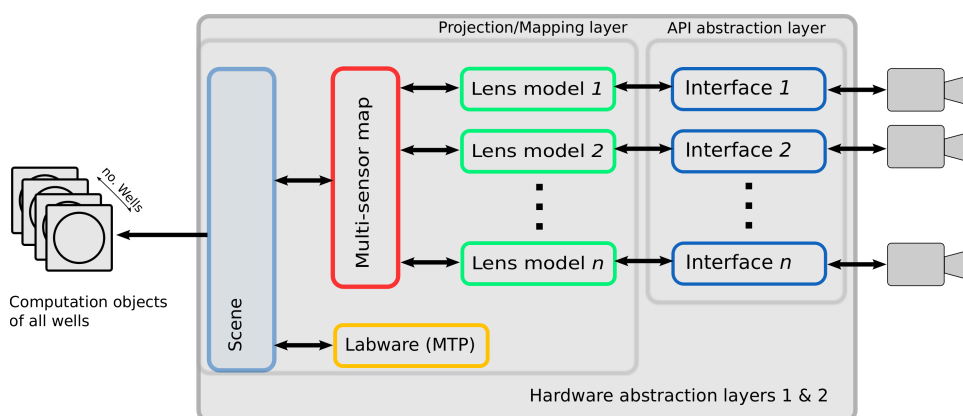 Projection/Mapping layer
API abstraction layer
Lens model 1
Interface 1
Lens model 2
Interface 2
Multi-sensor map
no. Wells
Lens model n
Interface n
Scene
Computation objects
of all wells
Labware (MTP)
Hardware abstraction layers 1 & 2